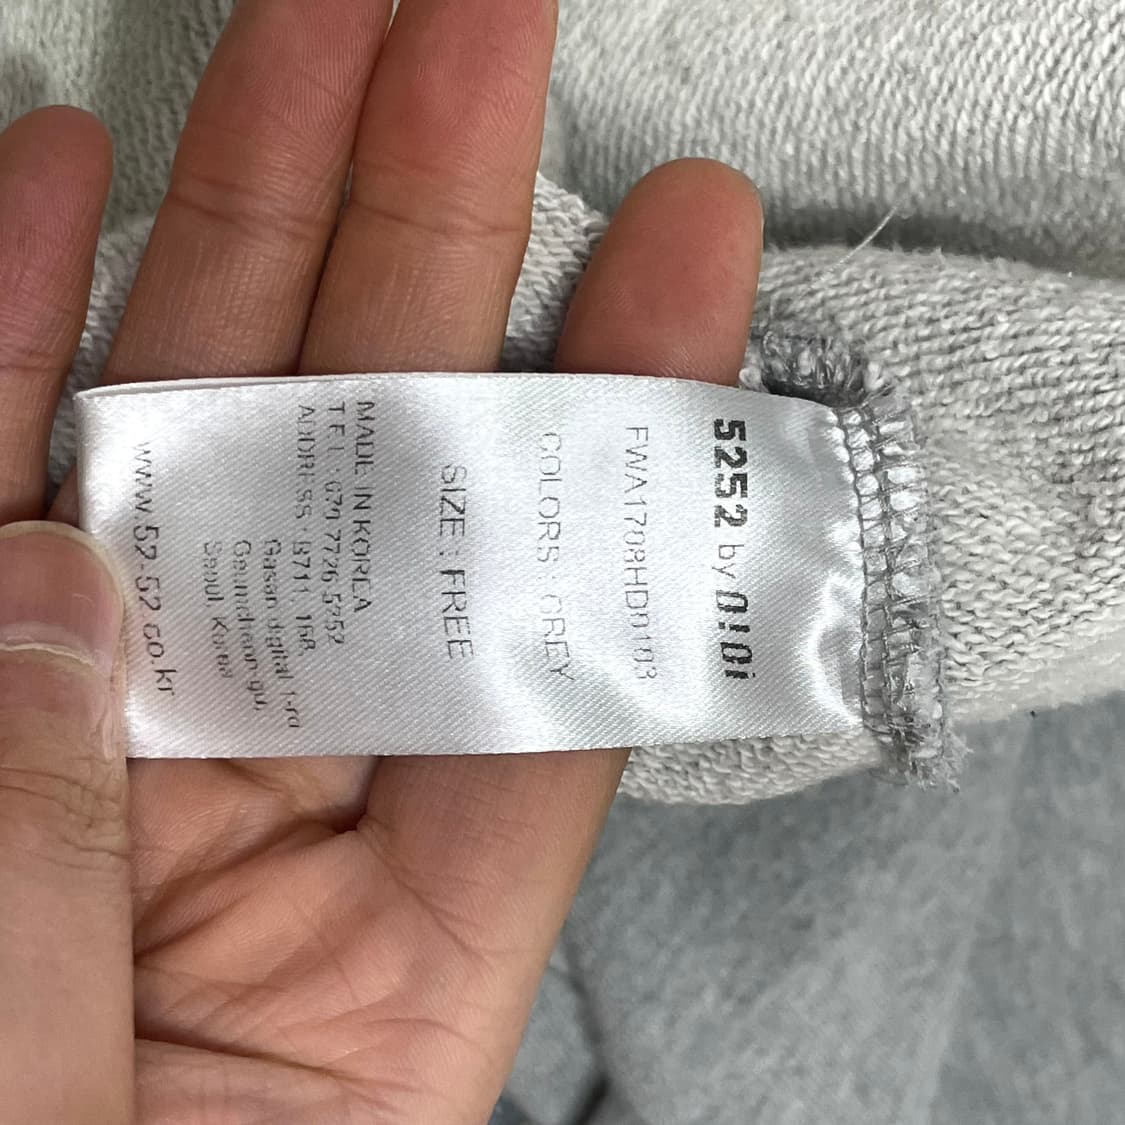 5252 by O!Oi
FWA1708HD0103
COLORS : GREY
SIZE : FREE
MADE IN KOREA
TEL : 070 7726 5252
ADDRESS B71, 168,
Gasan digital 1-ro
Geumcheon-gu,
Seoul, Korea
www.52-52.co.kr